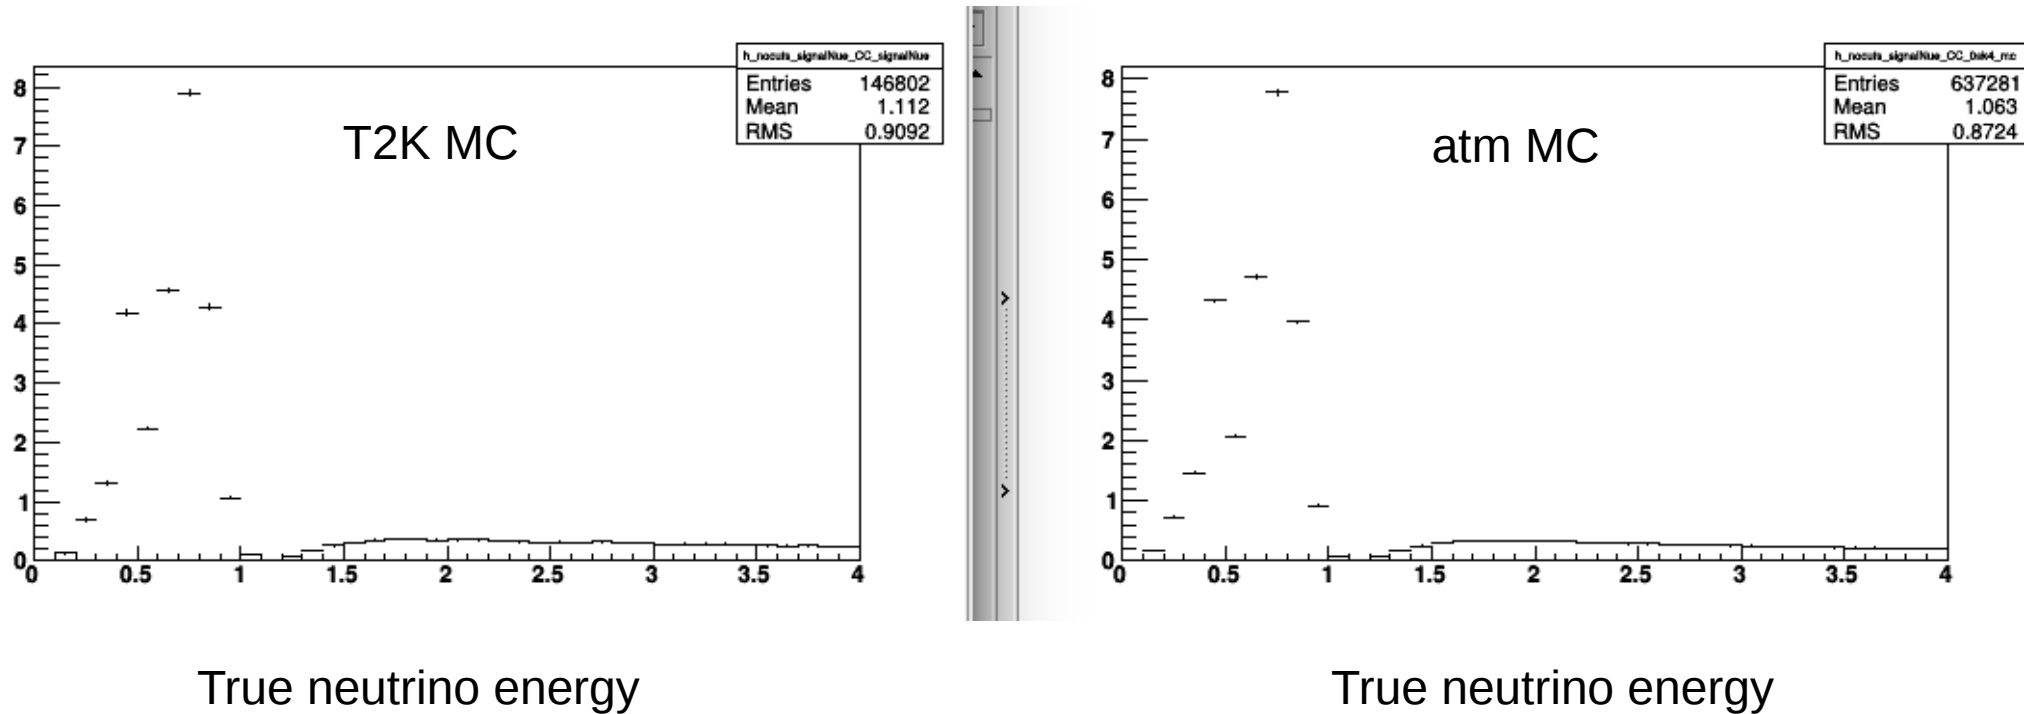 h_nocuts_signalNue_CC_signalNue
Entries 146802
Mean 1.112
RMS 0.9092
T2K MC
8
7
6
5
4
3
2
1
0
0 0.5 1 1.5 2 2.5 3 3.5 4
True neutrino energy
h_nocuts_signalNue_CC_0sk4_mc
Entries 637281
Mean 1.063
RMS 0.8724
atm MC
8
7
6
5
4
3
2
1
0
0 0.5 1 1.5 2 2.5 3 3.5 4
True neutrino energy